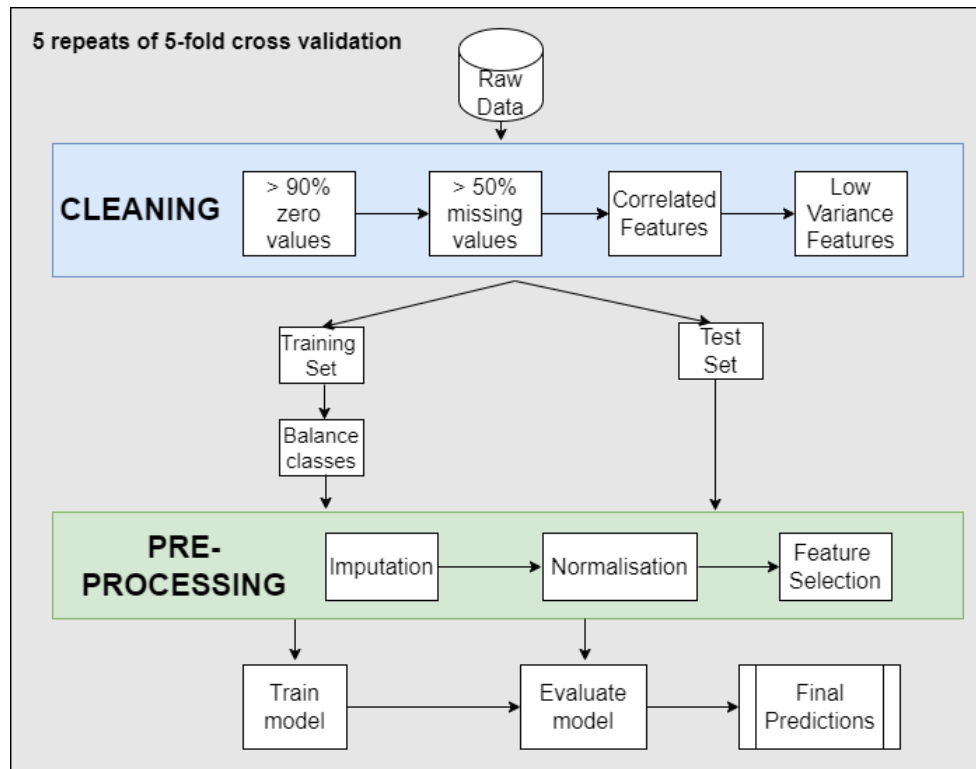 5 repeats of 5-fold cross validation
Raw
Data
CLEANING
> 90%
zero
values
> 50%
missing
values
Correlated
Features
Low
Variance
Features
Training
Set
Test
Set
Balance
classes
PRE-
PROCESSING
Imputation
Normalisation
Feature
Selection
Train
model
Evaluate
model
Final
Predictions